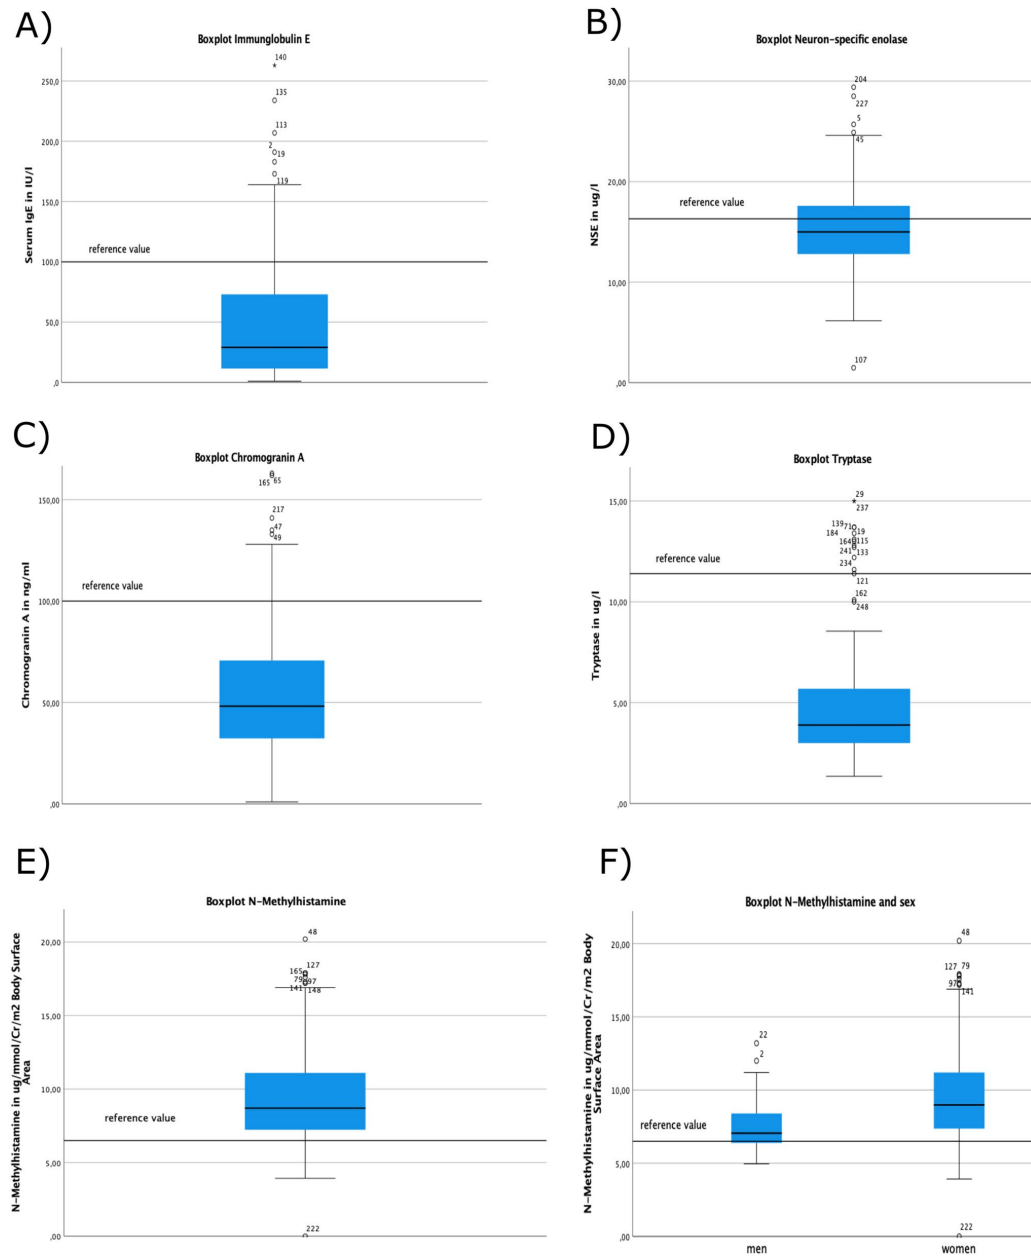 A)
Boxplot Immunglobulin E
Serum IgE in IU/l
250,0
200,0
150,0
100,0
50,0
,0
reference value
140
135
113
2
19
119
B)
Boxplot Neuron-specific enolase
NSE in ug/l
30,00
20,00
10,00
,00
reference value
204
227
5
45
107
C)
Boxplot Chromogranin A
Chromogranin A in ng/ml
150,00
100,00
50,00
,00
reference value
165 65
217
47
49
D)
Boxplot Tryptase
Tryptase in ug/l
15,00
10,00
5,00
,00
reference value
29
237
139 71
184 19
164 115
241 133
234
121
162
248
E)
Boxplot N-Methylhistamine
N-Methylhistamine in ug/mmol/Cr/m2 Body Surface
Area
20,00
15,00
10,00
5,00
,00
reference value
48
127
165
79 97
141 148
222
F)
Boxplot N-Methylhistamine and sex
N-Methylhistamine in ug/mmol/Cr/m2 Body
Surface Area
20,00
15,00
10,00
5,00
,00
reference value
22
2
48
127 79
97
141
222
men
women